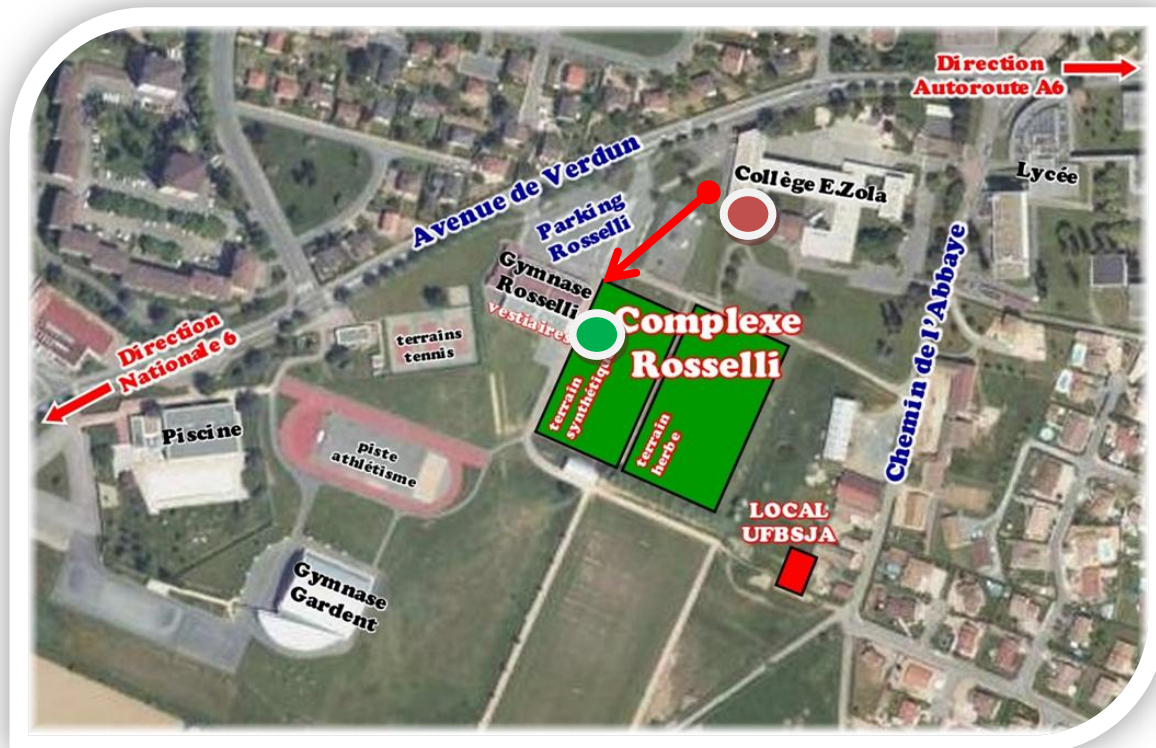 Direction
Autoroute A6
Lycée
Collège E.Zola
Avenue de Verdun
Parking
Rosselli
Gymnase
Rosselli
vestiaires
Complexe
Rosselli
Chemin de l'Abbaye
Direction
Nationale 6
terrains
tennis
terrain
synthétique
terrain
herbe
Piscine
piste
athlétisme
LOCAL
UFBSJA
Gymnase
Gardent